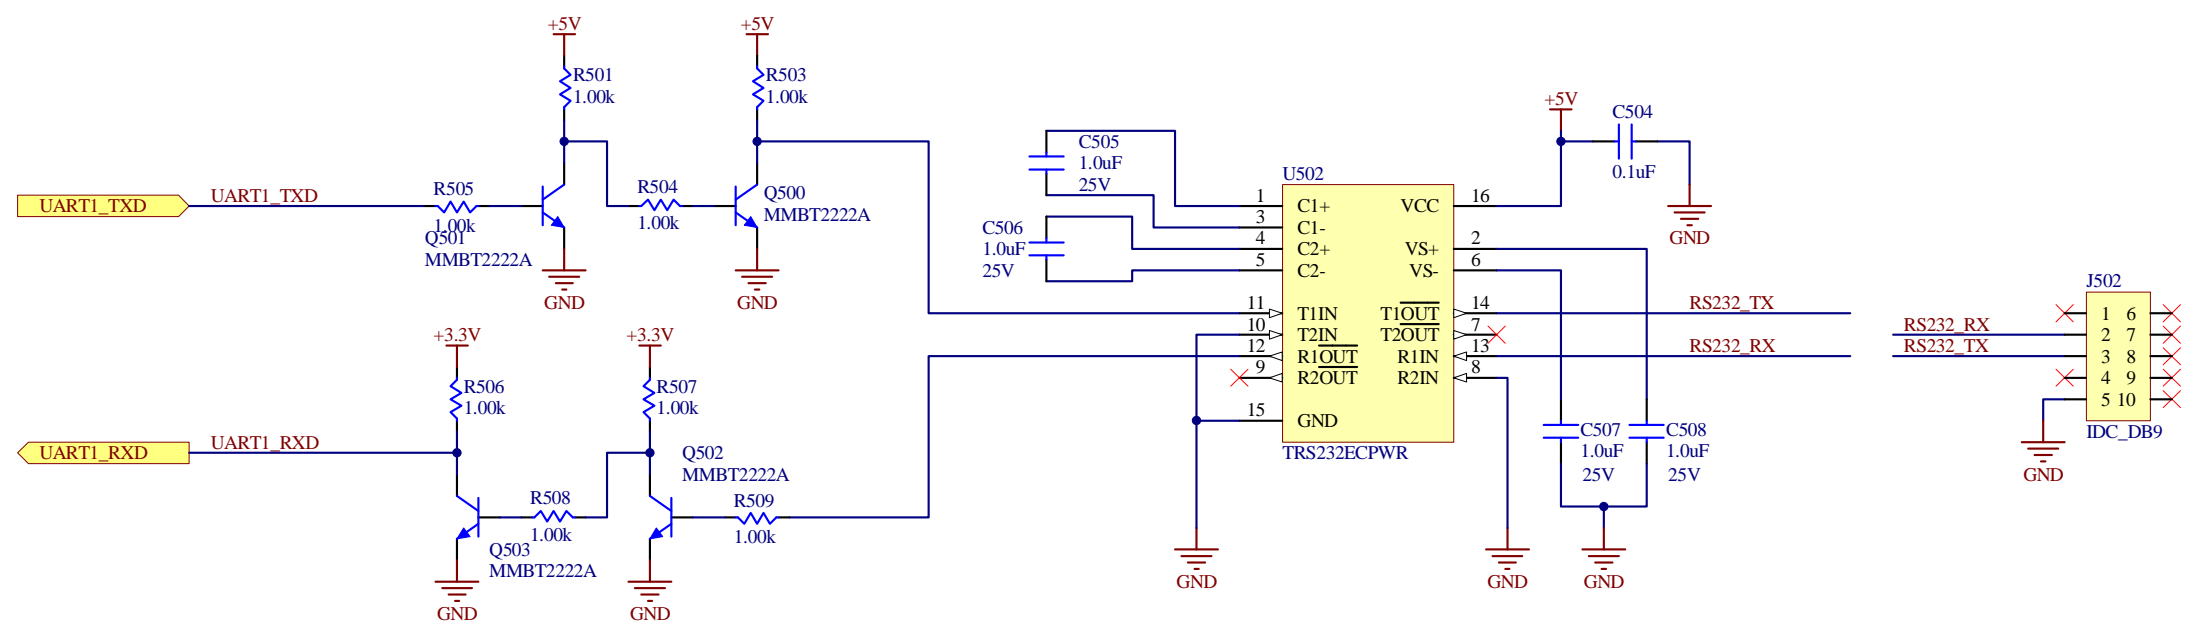 +5V
R501
1.00k
+5V
R503
1.00k
UART1_TXD
UART1_TXD
R505
1.00k
Q501
MMBT2222A
GND
R504
1.00k
Q500
MMBT2222A
GND
+3.3V
R506
1.00k
+3.3V
R507
1.00k
UART1_RXD
UART1_RXD
Q503
MMBT2222A
GND
R508
1.00k
Q502
MMBT2222A
GND
R509
1.00k
C505
1.0uF
25V
C506
1.0uF
25V
U502
1 C1+ VCC 16
3 C1-
4 C2+ VS+ 2
5 C2- VS- 6
11 T1IN T1OUT 14
10 T2IN T2OUT 7
12 R1OUT R1IN 13
9 R2OUT R2IN 8
15 GND
TRS232ECPWR
GND
GND
+5V
C504
0.1uF
GND
RS232_TX
RS232_RX
C507
1.0uF
25V
C508
1.0uF
25V
GND
RS232_RX
RS232_TX
J502
1 6
2 7
3 8
4 9
5 10
IDC_DB9
GND